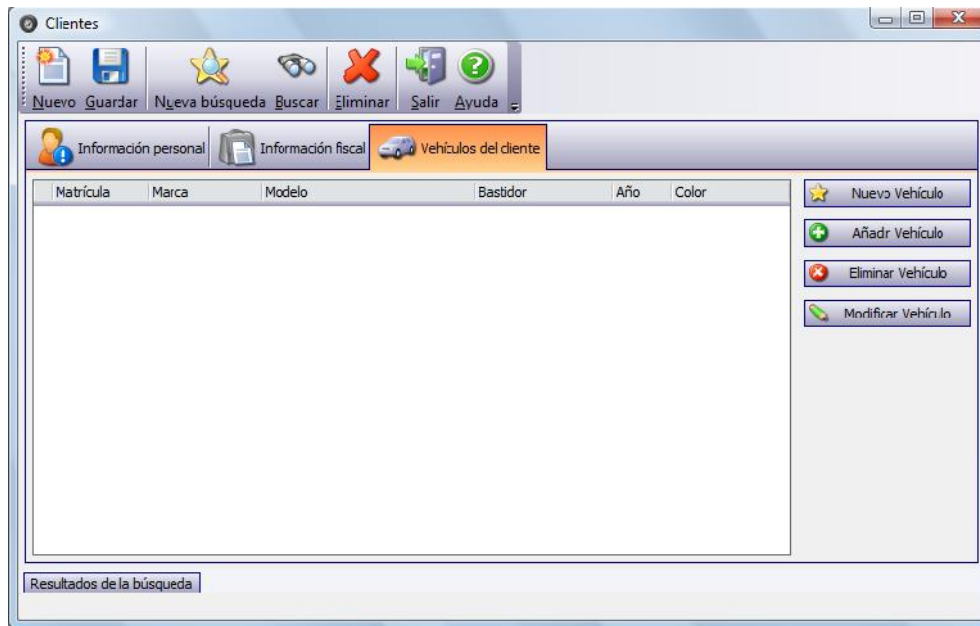 Clientes
Nuevo Guardar Nueva búsqueda Buscar Eliminar Salir Ayuda
Información personal Información fiscal Vehículos del cliente
Matrícula Marca Modelo Bastidor Año Color
Nuevo Vehículo
Añadr Vehículo
Eliminar Vehículo
Modificar Vehículo
Resultados de la búsqueda